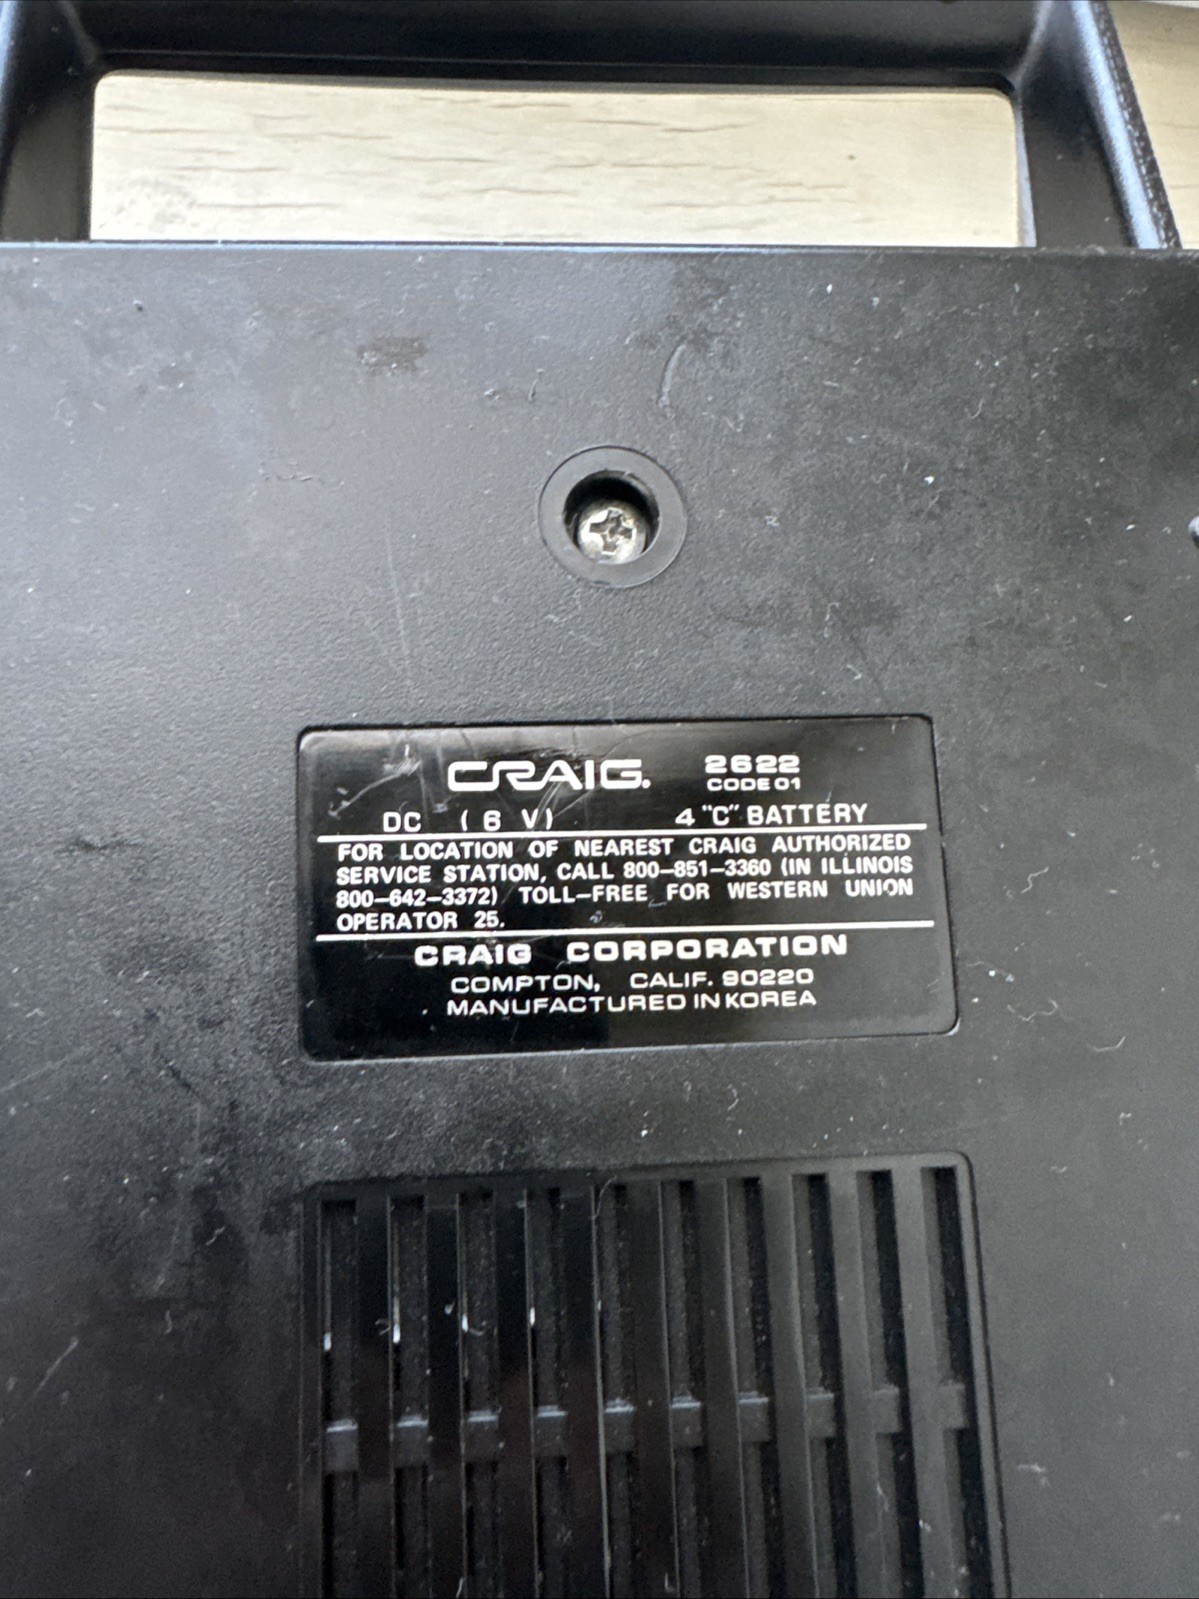 CRAIG. 2622
CODE 01
DC ( 6 V) 4 "C" BATTERY
FOR LOCATION OF NEAREST CRAIG AUTHORIZED
SERVICE STATION, CALL 800-851-3360 (IN ILLINOIS
800-642-3372) TOLL-FREE FOR WESTERN UNION
OPERATOR 25.
CRAIG CORPORATION
COMPTON, CALIF. 90220
MANUFACTURED IN KOREA